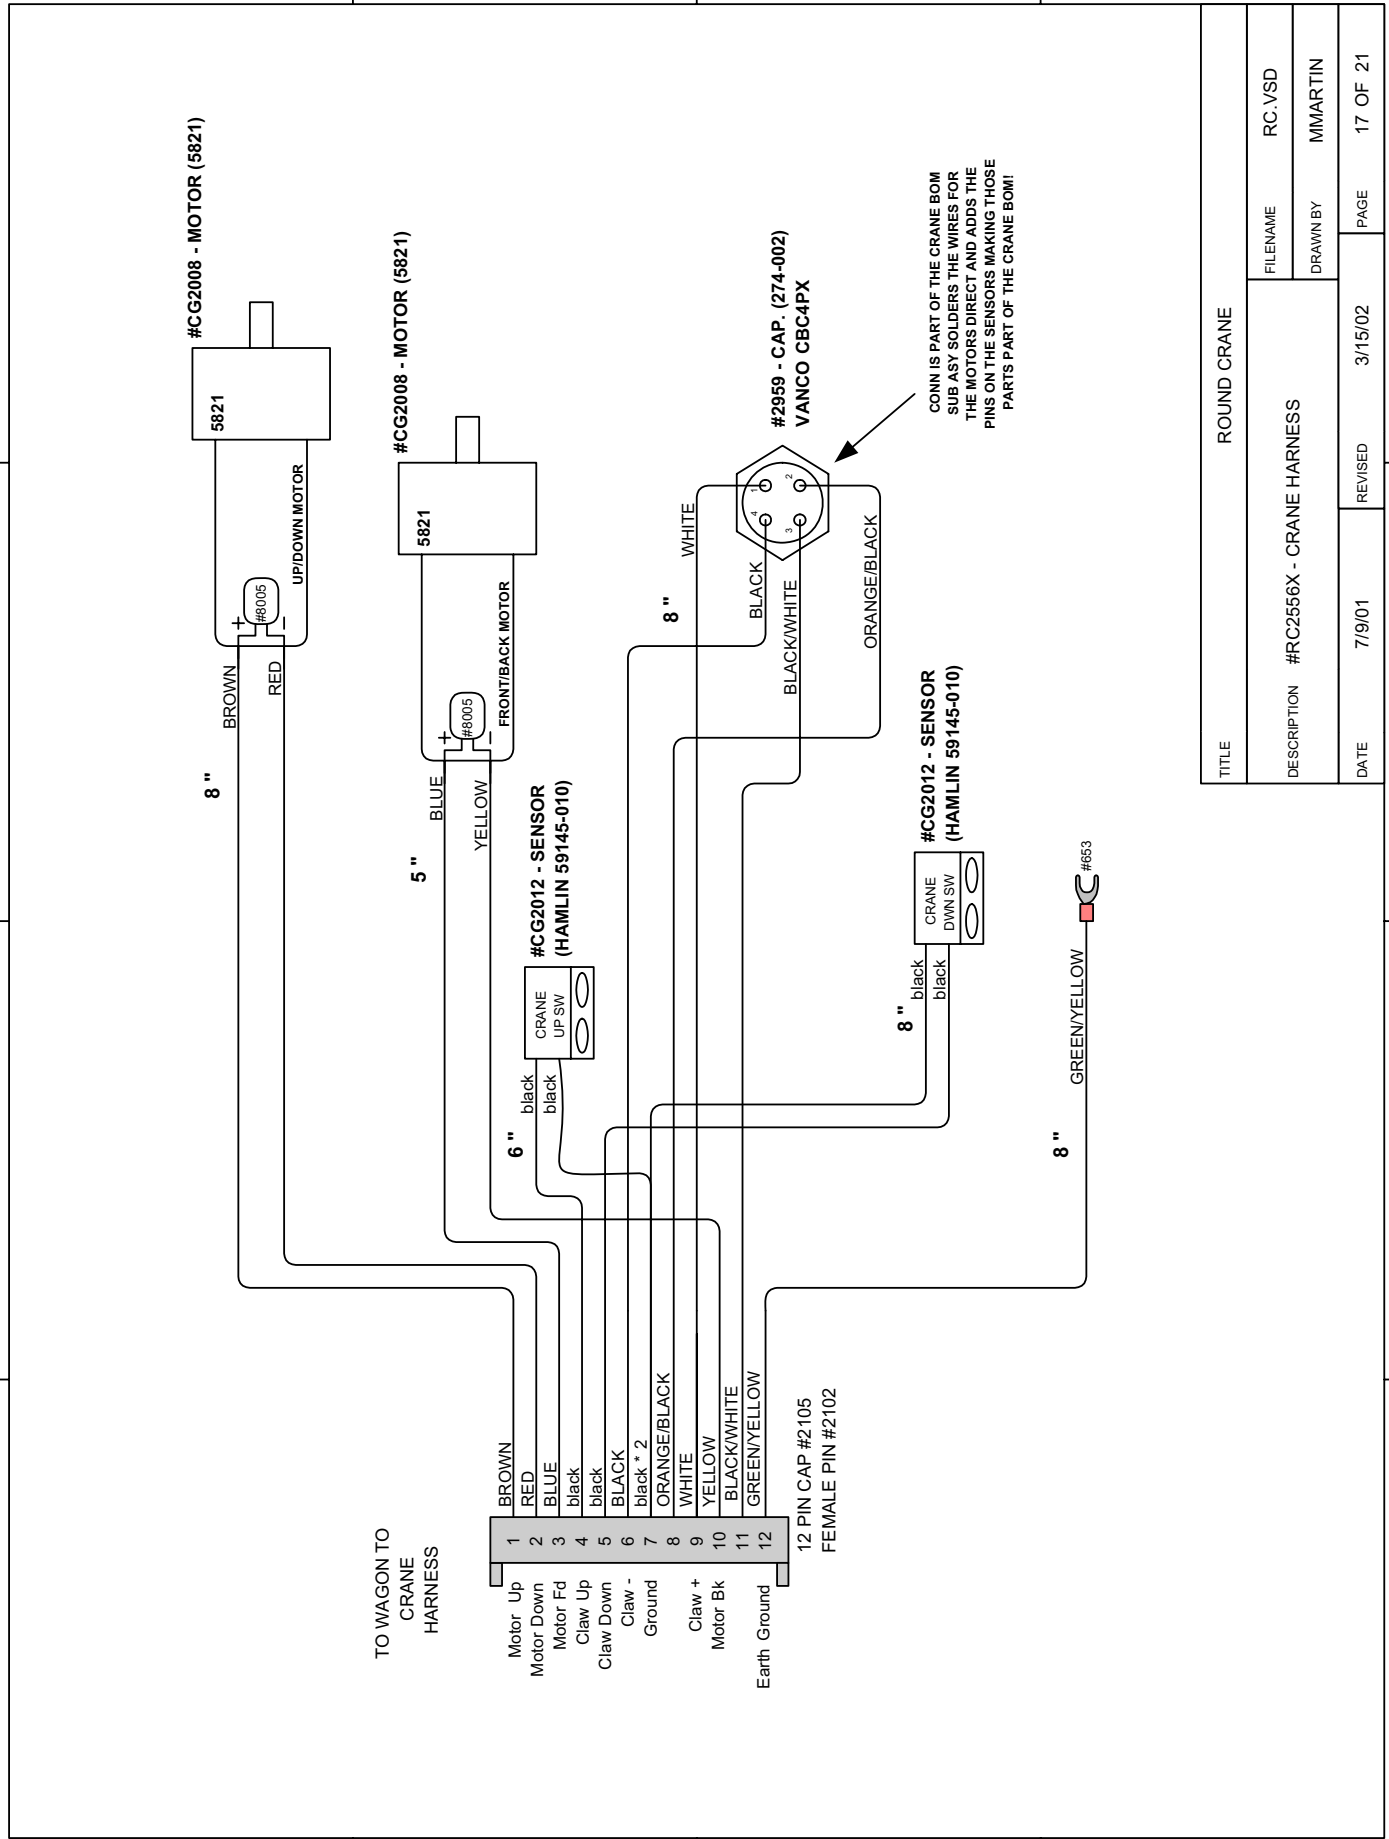 #CG2008 - MOTOR (5821)
5821
UP/DOWN MOTOR
#8005
+
-
BROWN
RED
8 "
#CG2008 - MOTOR (5821)
5821
FRONT/BACK MOTOR
#8005
+
-
BLUE
YELLOW
5 "
#CG2012 - SENSOR
(HAMLIN 59145-010)
CRANE
UP SW
black
black
6 "
#2959 - CAP. (274-002)
VANCO CBC4PX
1
2
3
4
WHITE
BLACK
BLACK/WHITE
ORANGE/BLACK
8 "
CONN IS PART OF THE CRANE BOM
SUB ASY SOLDERS THE WIRES FOR
THE MOTORS DIRECT AND ADDS THE
PINS ON THE SENSORS MAKING THOSE
PARTS PART OF THE CRANE BOM!
#CG2012 - SENSOR
(HAMLIN 59145-010)
CRANE
DWN SW
black
black
8 "
#653
GREEN/YELLOW
8 "
TO WAGON TO
CRANE
HARNESS
Motor Up 1 BROWN
Motor Down 2 RED
Motor Fd 3 BLUE
Claw Up 4 black
Claw Down 5 black
Claw - 6 BLACK
Ground 7 black * 2
8 ORANGE/BLACK
Claw + 9 WHITE
Motor Bk 10 YELLOW
11 BLACK/WHITE
Earth Ground 12 GREEN/YELLOW
12 PIN CAP #2105
FEMALE PIN #2102
TITLE ROUND CRANE
DESCRIPTION #RC2556X - CRANE HARNESS
FILENAME RC.VSD
DRAWN BY MMARTIN
DATE 7/9/01 REVISED 3/15/02 PAGE 17 OF 21